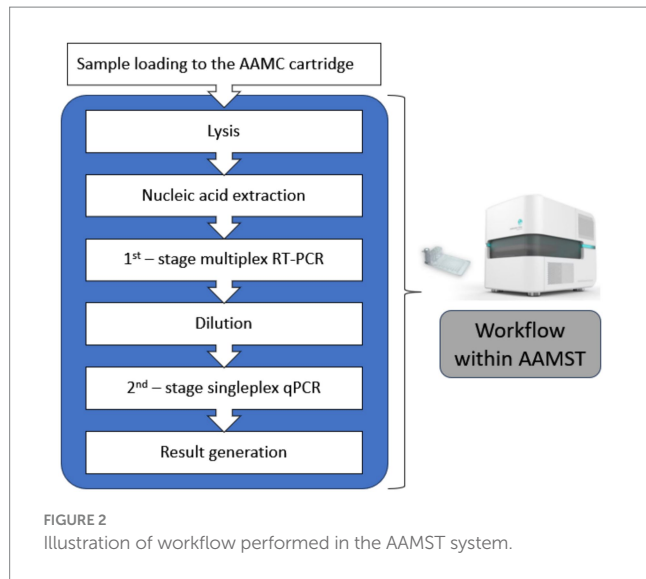 Sample loading to the AAMC cartridge
Lysis
Nucleic acid extraction
1st – stage multiplex RT-PCR
Dilution
2nd – stage singleplex qPCR
Result generation
Workflow
within AAMST
FIGURE 2
Illustration of workflow performed in the AAMST system.